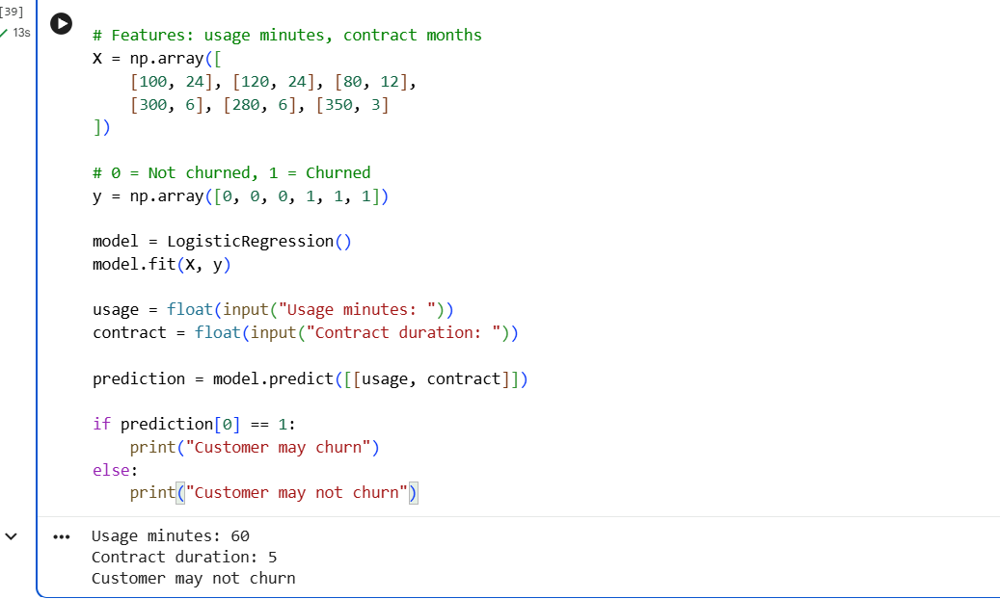 [39]
✓ 13s
# Features: usage minutes, contract months
X = np.array([
[100, 24], [120, 24], [80, 12],
[300, 6], [280, 6], [350, 3]
])
# 0 = Not churned, 1 = Churned
y = np.array([0, 0, 0, 1, 1, 1])
model = LogisticRegression()
model.fit(X, y)
usage = float(input("Usage minutes: "))
contract = float(input("Contract duration: "))
prediction = model.predict([[usage, contract]])
if prediction[0] == 1:
print("Customer may churn")
else:
print("Customer may not churn")
Usage minutes: 60
Contract duration: 5
Customer may not churn